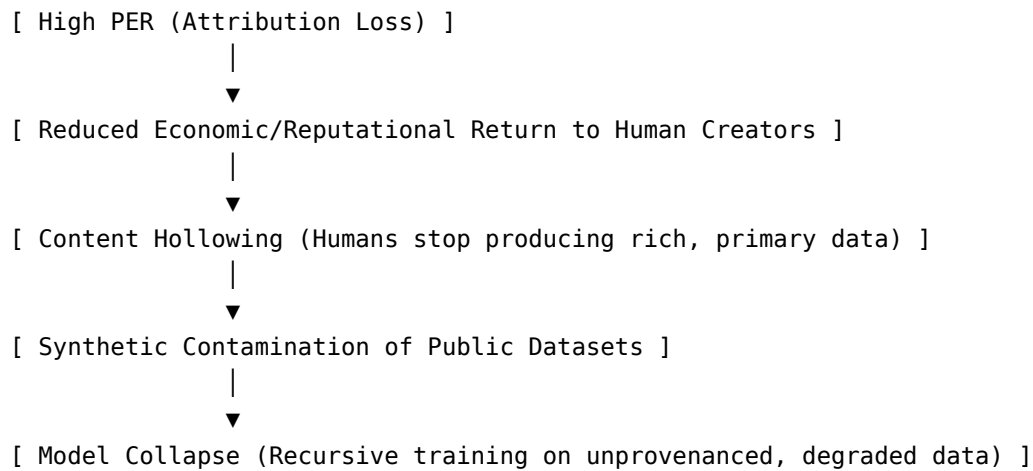 [ High PER (Attribution Loss) ]
[ Reduced Economic/Reputational Return to Human Creators ]
[ Content Hollowing (Humans stop producing rich, primary data) ]
[ Synthetic Contamination of Public Datasets ]
[ Model Collapse (Recursive training on unprovenanced, degraded data) ]